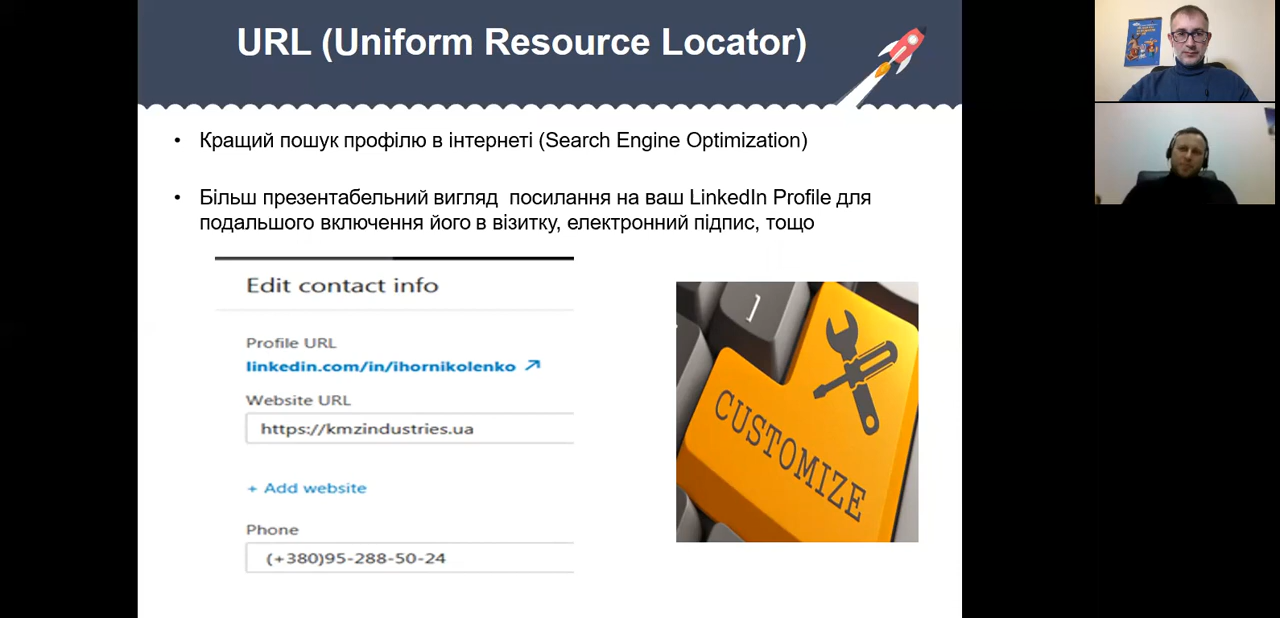 URL (Uniform Resource Locator)
• Кращий пошук профілю в інтернеті (Search Engine Optimization)
• Більш презентабельний вигляд посилання на ваш LinkedIn Profile для
подальшого включення його в візитку, електронний підпис, тощо
Edit contact info
Profile URL
linkedin.com/in/ihornikolenko
Website URL
https://kmzindustries.ua
+ Add website
Phone
(+380)95-288-50-24
]
CUSTOMIZE